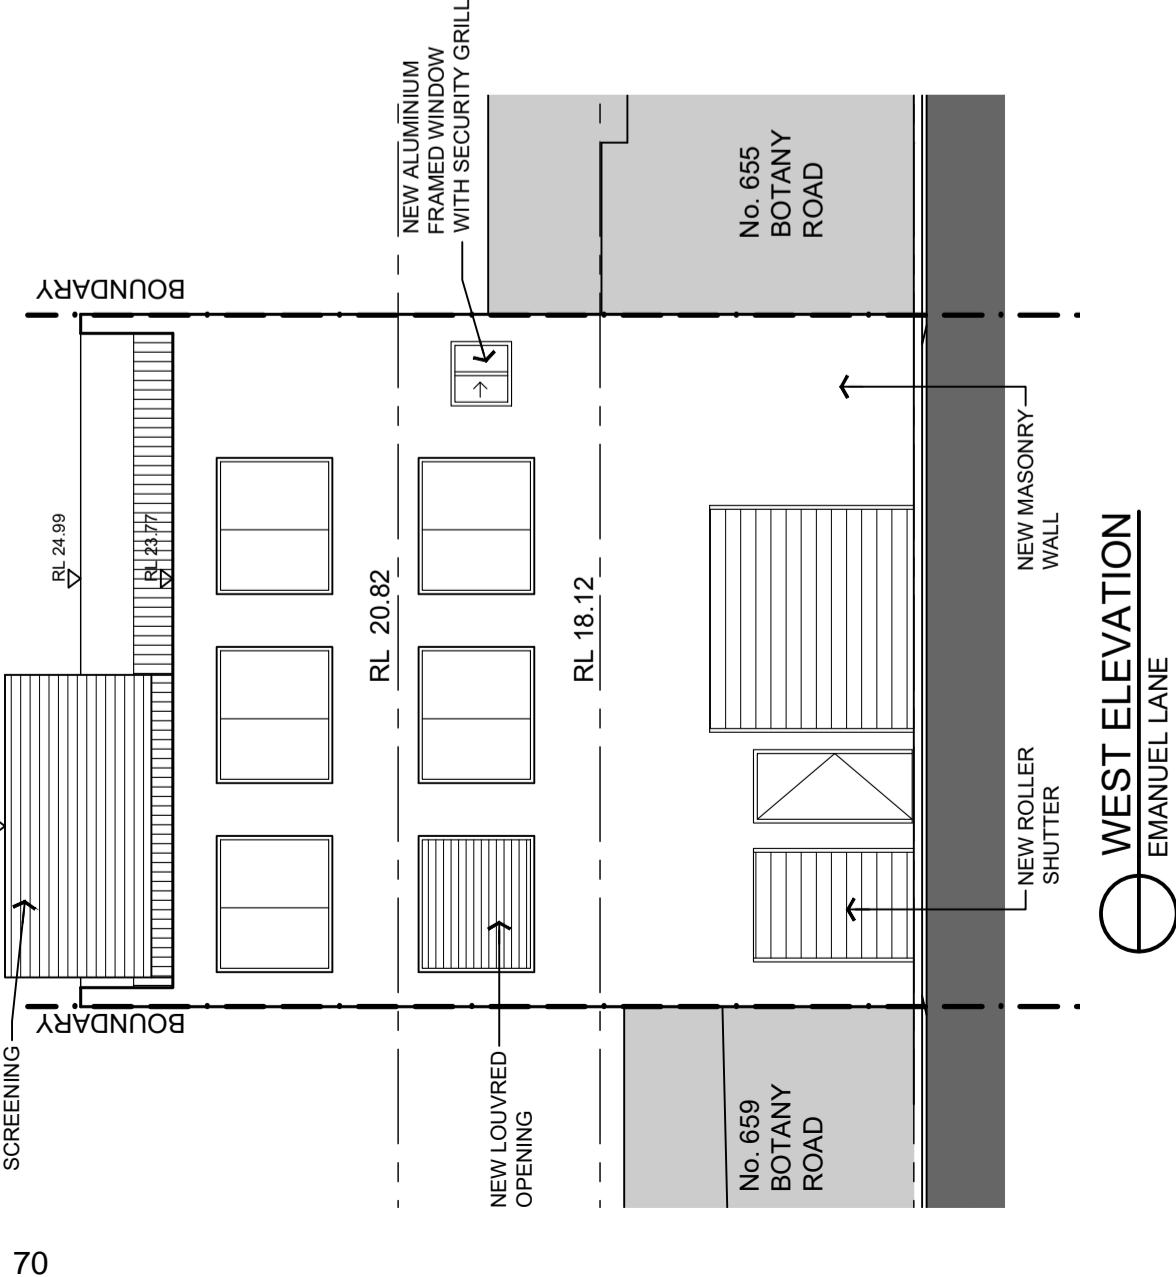 SCREENING
BOUNDARY
BOUNDARY
RL 24.99
RL 23.77
NEW ALUMINIUM
FRAMED WINDOW
WITH SECURITY GRILL
RL 20.82
RL 18.12
NEW LOUVRED
OPENING
No. 659
BOTANY
ROAD
No. 655
BOTANY
ROAD
NEW ROLLER
SHUTTER
NEW MASONRY
WALL
WEST ELEVATION
EMANUEL LANE
70